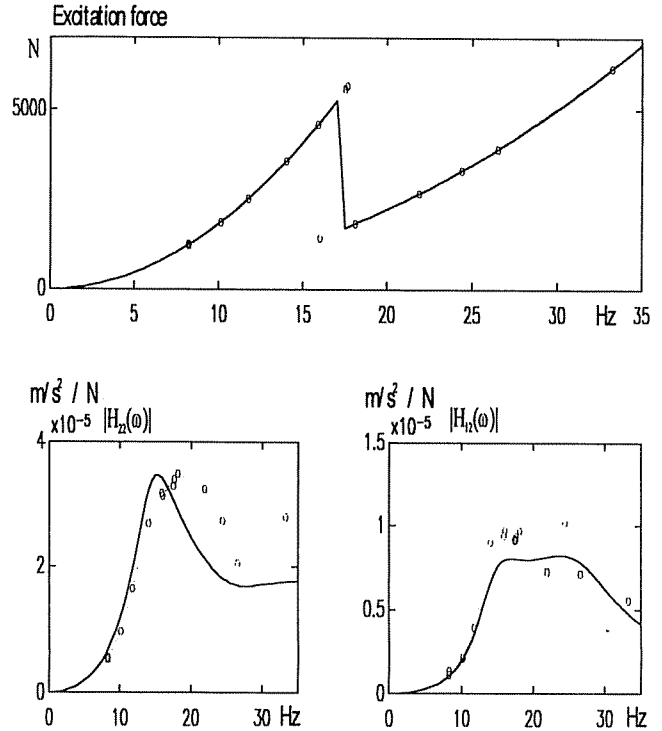 Excitation force
N
5000
0
0 5 10 15 20 25 30 Hz 35
m/s² / N
x10⁻⁵ |H₂₂(ω)|
4
2
0
0 10 20 30 Hz
m/s² / N
x10⁻⁵ |H₁₂(ω)|
1.5
1
0.5
0
0 10 20 30 Hz